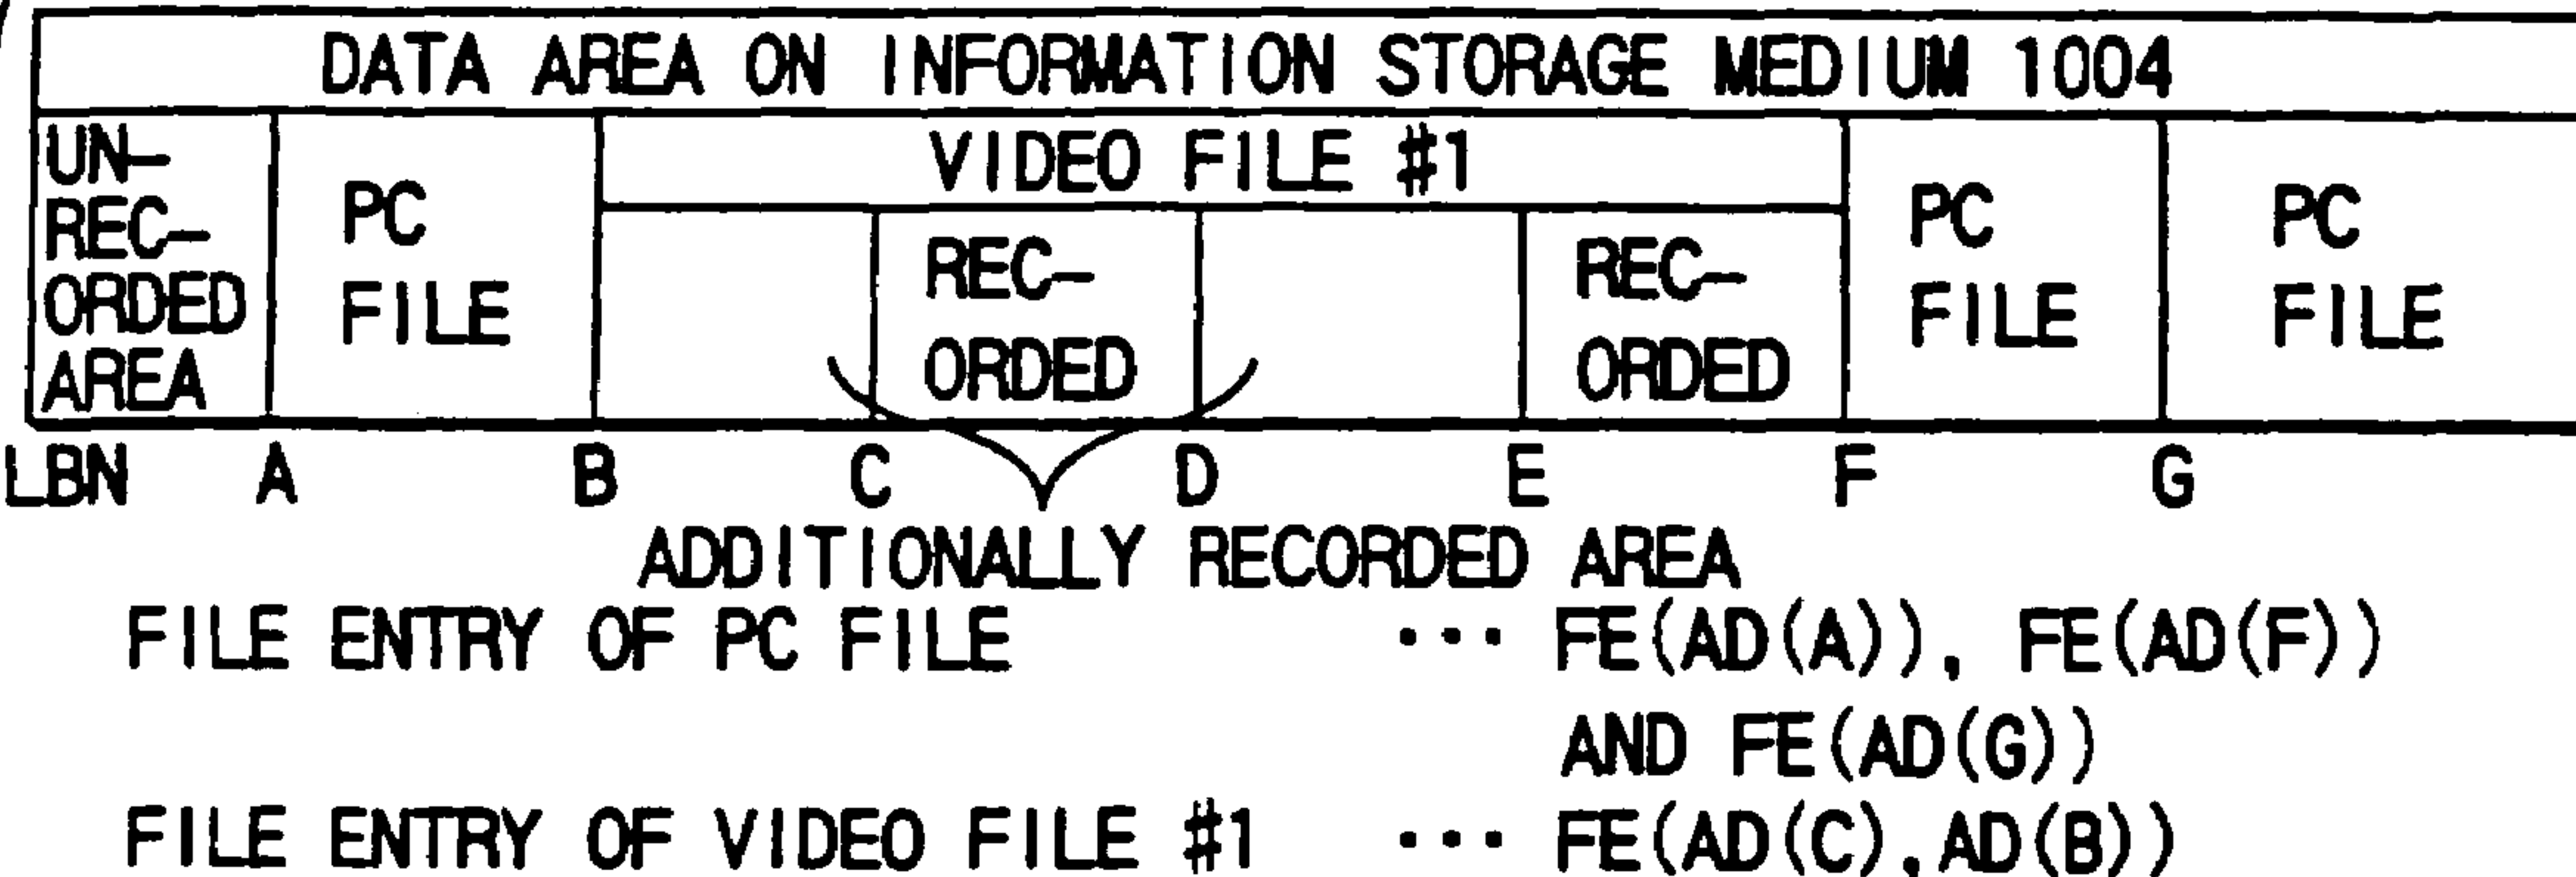 DATA AREA ON INFORMATION STORAGE MEDIUM 1004
UN-
REC-
ORDED
AREA
PC
FILE
VIDEO FILE #1
REC-
ORDED
REC-
ORDED
PC
FILE
PC
FILE
LBN A B C D E F G
ADDITIONALLY RECORDED AREA
FILE ENTRY OF PC FILE ··· FE(AD(A)), FE(AD(F))
AND FE(AD(G))
FILE ENTRY OF VIDEO FILE #1 ··· FE(AD(C),AD(B))